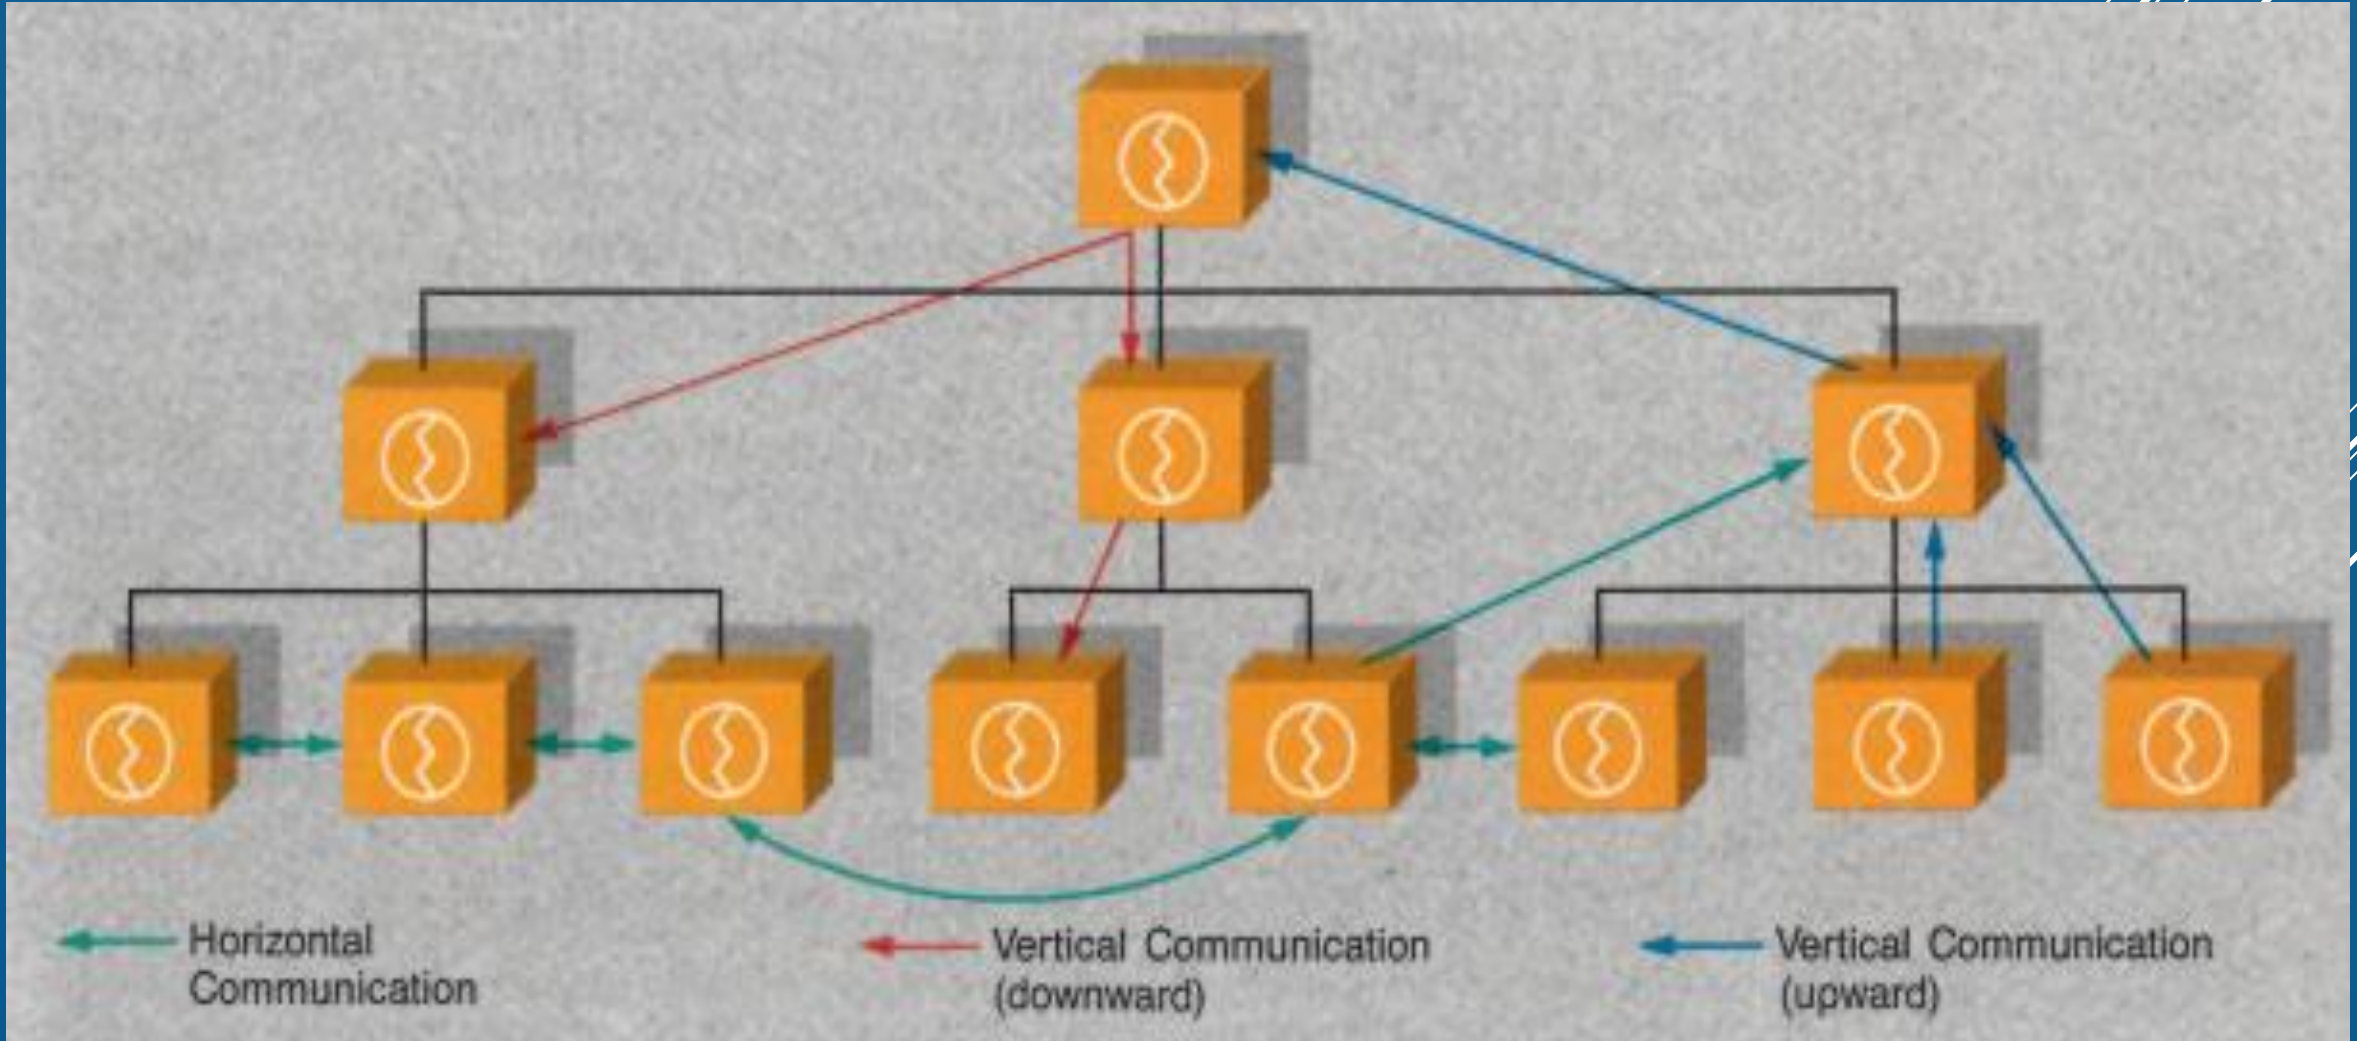 Horizontal
Communication
Vertical Communication
(downward)
Vertical Communication
(upward)